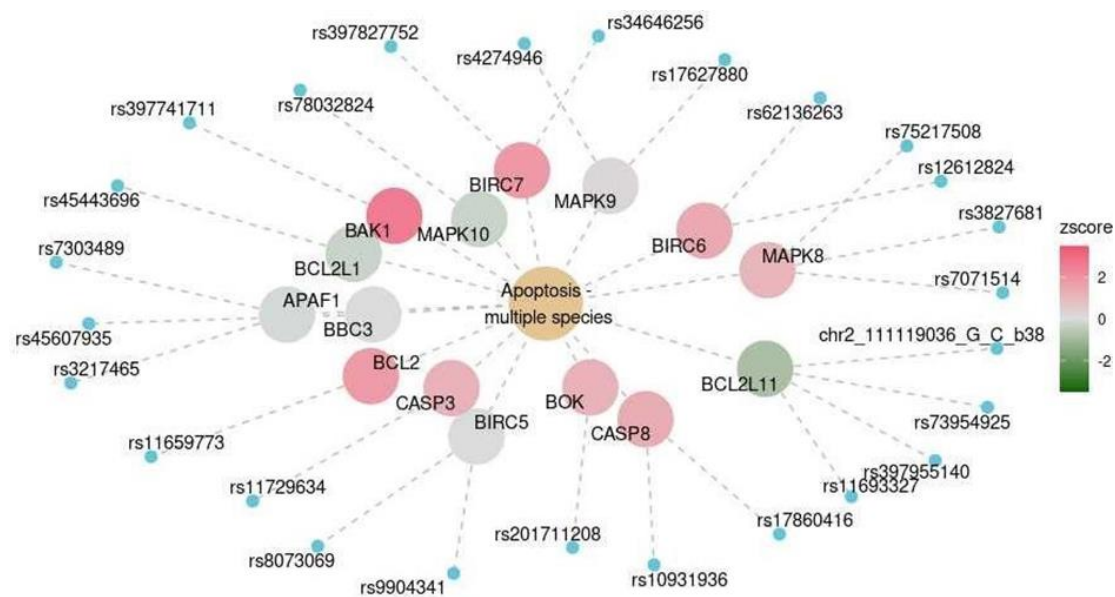 rs34646256
rs397827752
rs4274946
rs17627880
rs78032824
rs397741711
rs62136263
rs75217508
rs12612824
BIRC7
MAPK9
rs45443696
rs3827681
zscore
BAK1
MAPK10
BIRC6
rs7303489
MAPK8
BCL2L1
2
rs7071514
Apoptosis -
multiple species
APAF1
BBC3
0
rs45607935
chr2_111119036_G_C_b38
rs3217465
BCL2
-2
BCL2L11
CASP3
BOK
rs73954925
BIRC5
CASP8
rs11659773
rs397955140
rs11693327
rs11729634
rs17860416
rs201711208
rs8073069
rs10931936
rs9904341